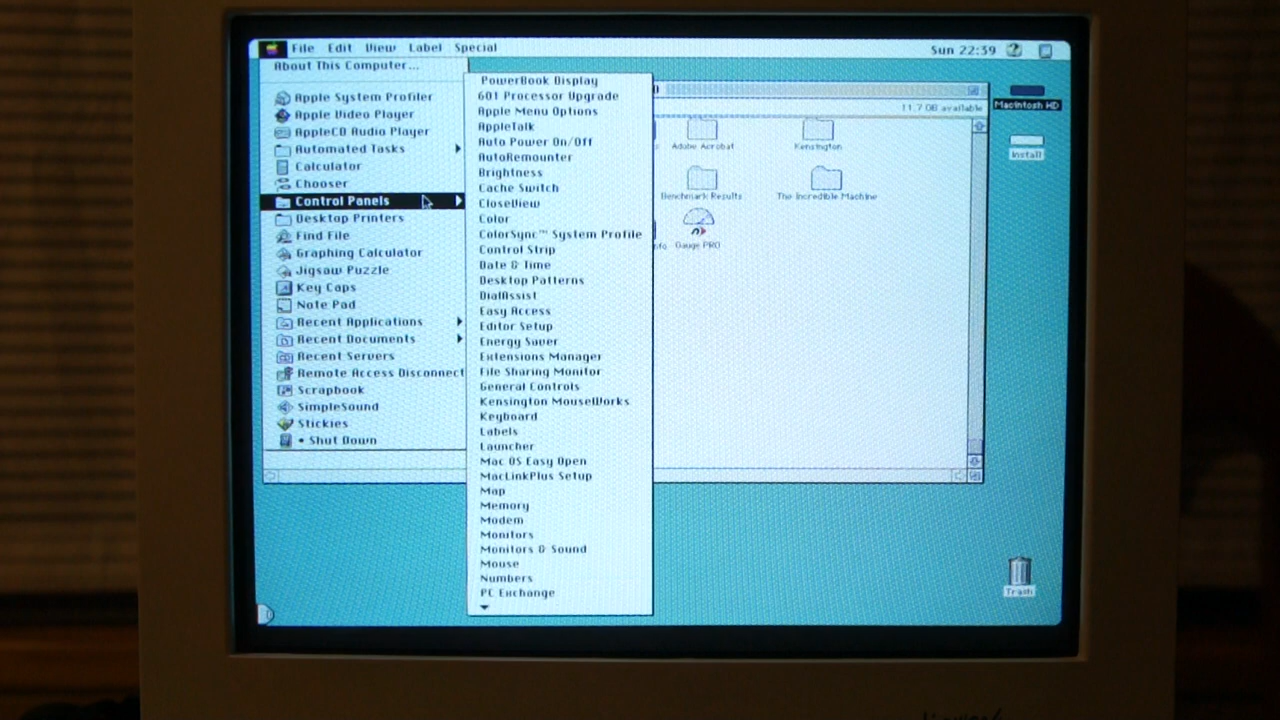 File Edit View Label Special
Sun 22:39
About This Computer...
Apple System Profiler
Apple Video Player
AppleCD Audio Player
Automated Tasks
Calculator
Chooser
Control Panels
Desktop Printers
Find File
Graphing Calculator
Jigsaw Puzzle
Key Caps
Note Pad
Recent Applications
Recent Documents
Recent Servers
Remote Access Disconnect
Scrapbook
SimpleSound
Stickies
• Shut Down
PowerBook Display
601 Processor Upgrade
Apple Menu Options
AppleTalk
Auto Power On/Off
AutoRemounter
Brightness
Cache Switch
CloseView
Color
ColorSync™ System Profile
Control Strip
Date & Time
Desktop Patterns
DialAssist
Easy Access
Editor Setup
Energy Saver
Extensions Manager
File Sharing Monitor
General Controls
Kensington MouseWorks
Keyboard
Labels
Launcher
Mac OS Easy Open
MacLinkPlus Setup
Map
Memory
Modem
Monitors
Monitors & Sound
Mouse
Numbers
PC Exchange
11.7 GB available
Adobe Acrobat
Kensington
Benchmark Results
The Incredible Machine
Gauge PRO
Macintosh HD
Install
Trash